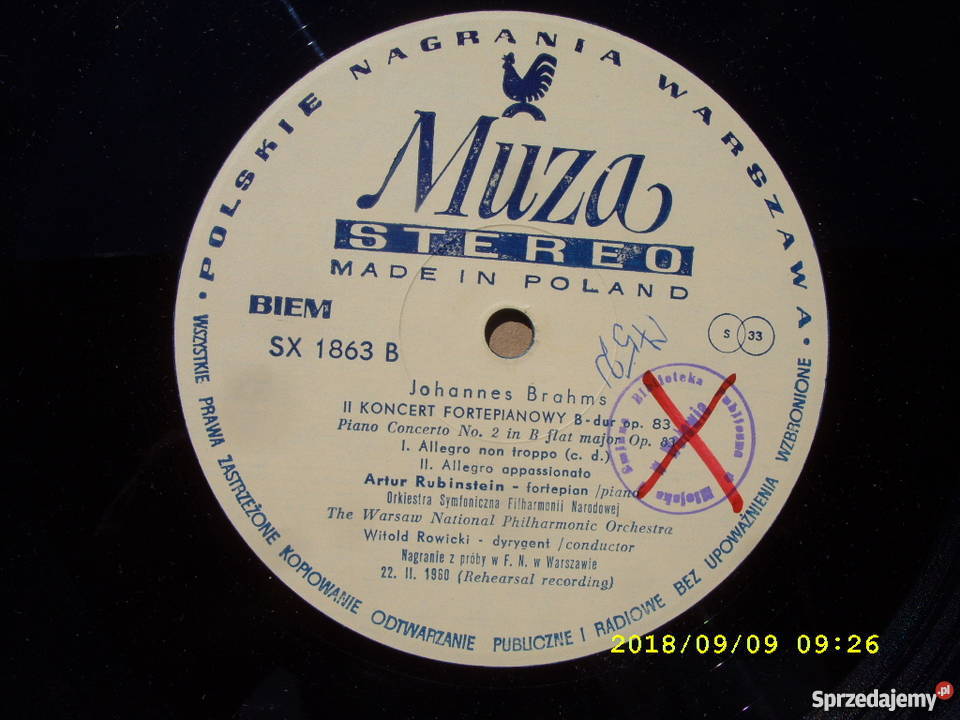 • POLSKIE NAGRANIA WARSZAWA •
Muza
STEREO
MADE IN POLAND
BIEM
SX 1863 B
S 33
Johannes Brahms
II KONCERT FORTEPIANOWY B-dur op. 83
Piano Concerto No. 2 in B flat major Op. 83
I. Allegro non troppo (c. d.)
II. Allegro appassionato
Artur Rubinstein - fortepian /piano
Orkiestra Symfoniczna Filharmonii Narodowej
The Warsaw National Philharmonic Orchestra
Witold Rowicki - dyrygent /conductor
Nagranie z próby w F. N. w Warszawie
22. II. 1960 (Rehearsal recording)
WSZYSTKIE PRAWA ZASTRZEŻONE KOPIOWANIE ODTWARZANIE PUBLICZNE I RADIOWE BEZ UPOWAŻNIENIA WZBRONIONE
Biblioteka Publiczna
2018/09/09 09:26
Sprzedajemy.pl